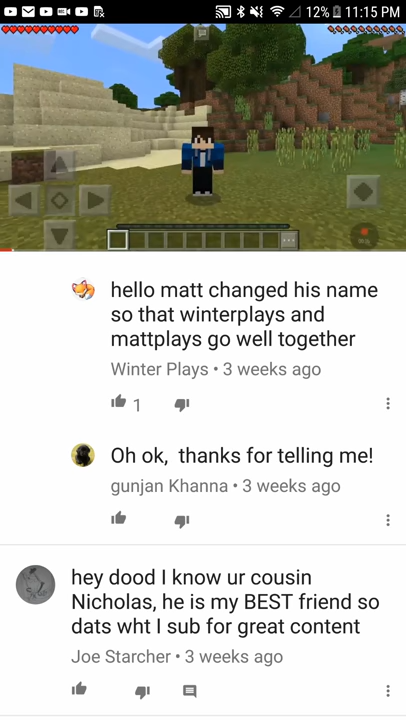 12% 11:15 PM
hello matt changed his name
so that winterplays and
mattplays go well together
Winter Plays • 3 weeks ago
1
Oh ok,  thanks for telling me!
gunjan Khanna • 3 weeks ago
hey dood I know ur cousin
Nicholas, he is my BEST friend so
dats wht I sub for great content
Joe Starcher • 3 weeks ago